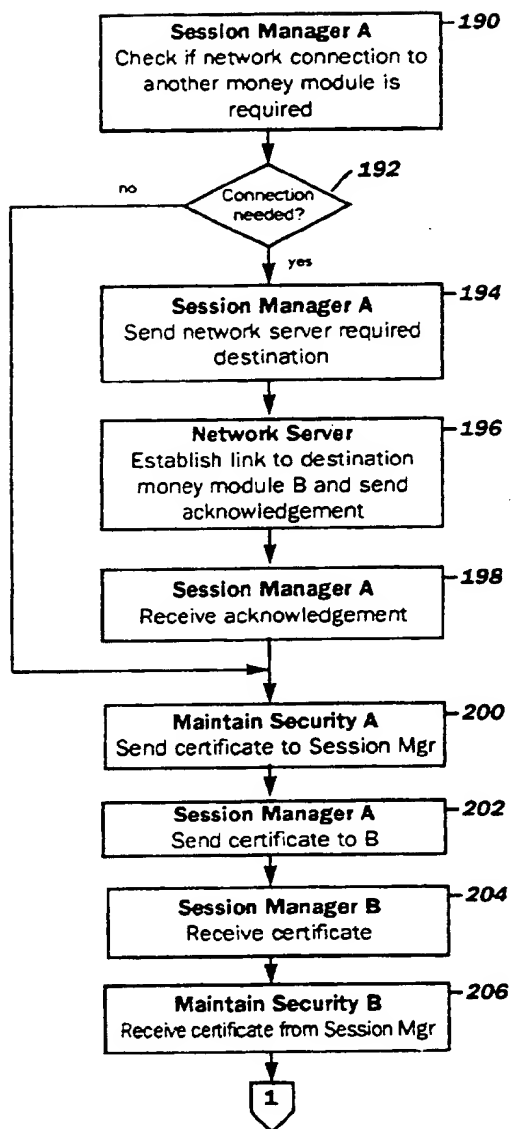 Session Manager A
190
Check if network connection to
another money module is
required
192
no
Connection
needed?
yes
Session Manager A
194
Send network server required
destination
Network Server
196
Establish link to destination
money module B and send
acknowledgement
Session Manager A
198
Receive acknowledgement
Maintain Security A
200
Send certificate to Session Mgr
Session Manager A
202
Send certificate to B
Session Manager B
204
Receive certificate
Maintain Security B
206
Receive certificate from Session Mgr
1